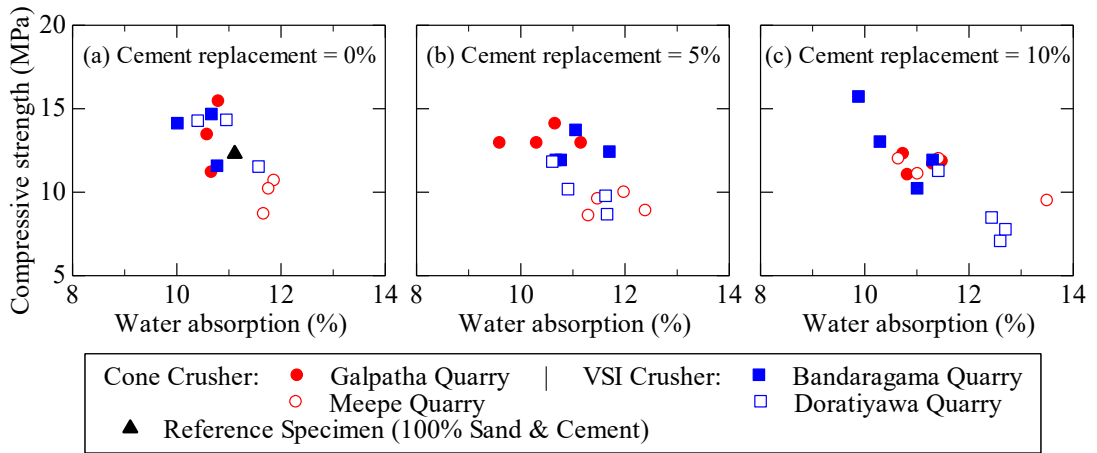 Compressive strength (MPa)
20
15
10
5
(a) Cement replacement = 0%
(b) Cement replacement = 5%
(c) Cement replacement = 10%
8 10 12 14
8 10 12 14
8 10 12 14
Water absorption (%)
Water absorption (%)
Water absorption (%)
Cone Crusher: Galpatha Quarry | VSI Crusher: Bandaragama Quarry
Meepe Quarry Doratiyawa Quarry
Reference Specimen (100% Sand & Cement)